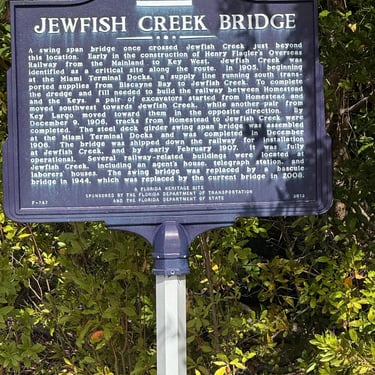 JEWFISH CREEK BRIDGE
A swing span bridge once crossed Jewfish Creek just beyond
this location. Early in the construction of Henry Flagler's Overseas
Railway from the Mainland to Key West, Jewfish Creek was
identified as a critical site along the route. In 1905, beginning
at the Miami Terminal Docks, a supply line running south tran-
sported supplies from Biscayne Bay to Jewfish Creek. To complete
the dredge and fill needed to build the railway between Homestead
and the Keys, a pair of excavators started from Homestead and
moved southwest towards Jewfish Creek, while another pair from
Key Largo moved toward them in the opposite direction. By
December 9, 1906, tracks from Homestead to Jewfish Creek were
completed. The steel deck girder swing span bridge was assembled
at the Miami Terminal Docks and was completed in December
1906. The bridge was shipped down the railway for installation
at Jewfish Creek, and by early February 1907, it was fully
operational. Several railway-related buildings were located at
Jewfish Creek, including an agent's house, telegraph station, and
laborers' houses. The swing bridge was replaced by a bascule
bridge in 1944, which was replaced by the current bridge in 2008.
A FLORIDA HERITAGE SITE
SPONSORED BY THE FLORIDA DEPARTMENT OF TRANSPORTATION
F-787 AND THE FLORIDA DEPARTMENT OF STATE